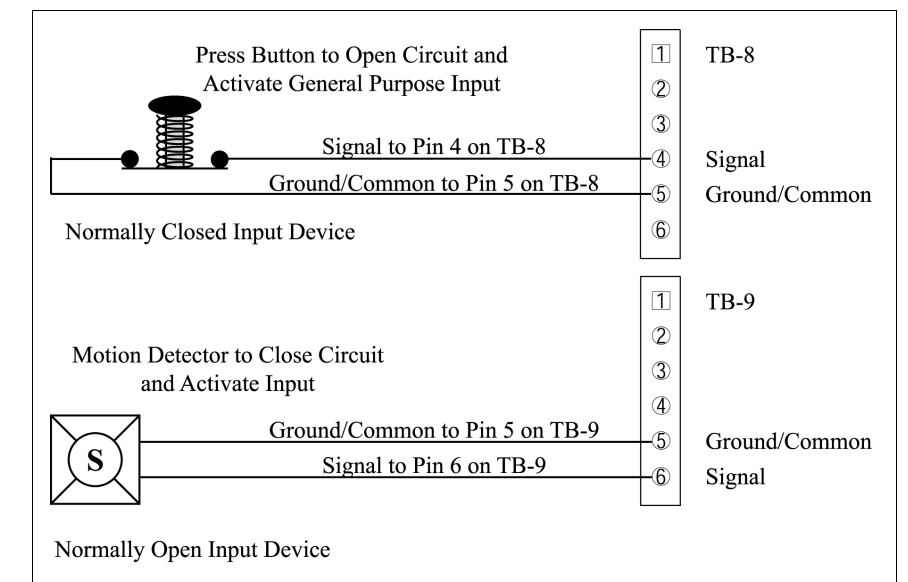 Press Button to Open Circuit and
Activate General Purpose Input
1 TB-8
2
3
Signal to Pin 4 on TB-8 4 Signal
Ground/Common to Pin 5 on TB-8 5 Ground/Common
Normally Closed Input Device 6
1 TB-9
2
Motion Detector to Close Circuit 3
and Activate Input
4
Ground/Common to Pin 5 on TB-9 5 Ground/Common
S
Signal to Pin 6 on TB-9 6 Signal
Normally Open Input Device